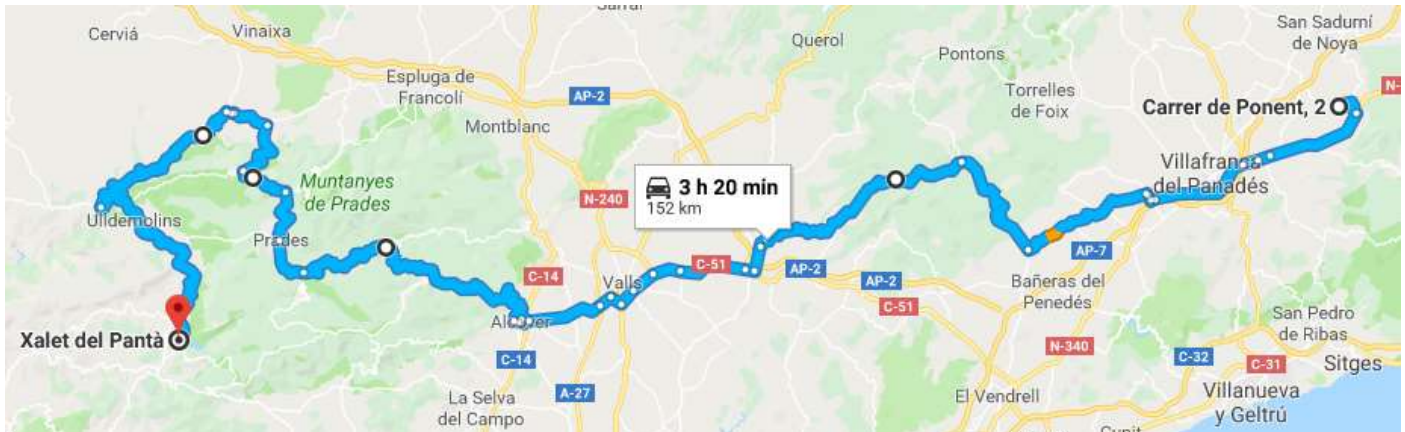 Cerviá
Vinaixa
Sarral
Querol
Pontons
San Sadurní
de Noya
Espluga de
Francolí
AP-2
Torrelles
de Foix
Carrer de Ponent, 2
Montblanc
Villafranca
del Panadés
Muntanyes
de Prades
3 h 20 min
152 km
N-240
Ulldemolins
Prades
AP-7
C-51
AP-2
C-14
Valls
AP-2
Bañeras del
Penedés
C-51
San Pedro
de Ribas
Xalet del Pantà
Alcover
N-340
C-32
C-31
Sitges
C-14
La Selva
del Campo
A-27
El Vendrell
Villanueva
y Geltrú